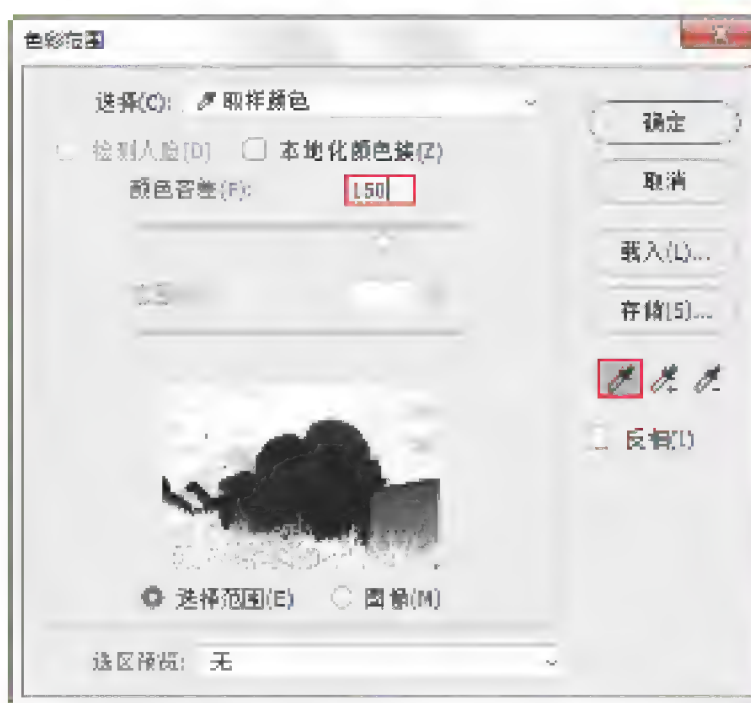 色彩范围
选择(C): 取样颜色
检测人脸(D) 本地化颜色簇(Z)
颜色容差(F): 150
选择范围(E) 图像(M)
选区预览: 无
确定
取消
载入(L)...
存储(S)...
反相(I)